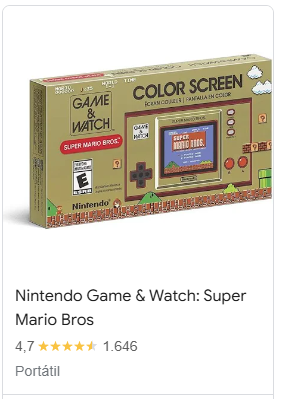 COLOR SCREEN
ÉCRAN COULEUR | PANTALLA EN COLOR
GAME
&
WATCH
SUPER MARIO BROS.
GAME
&
WATCH
SUPER
MARIO BROS.
E
Nintendo
Nintendo Game & Watch: Super
Mario Bros
4,7 ★★★★★ 1.646
Portátil